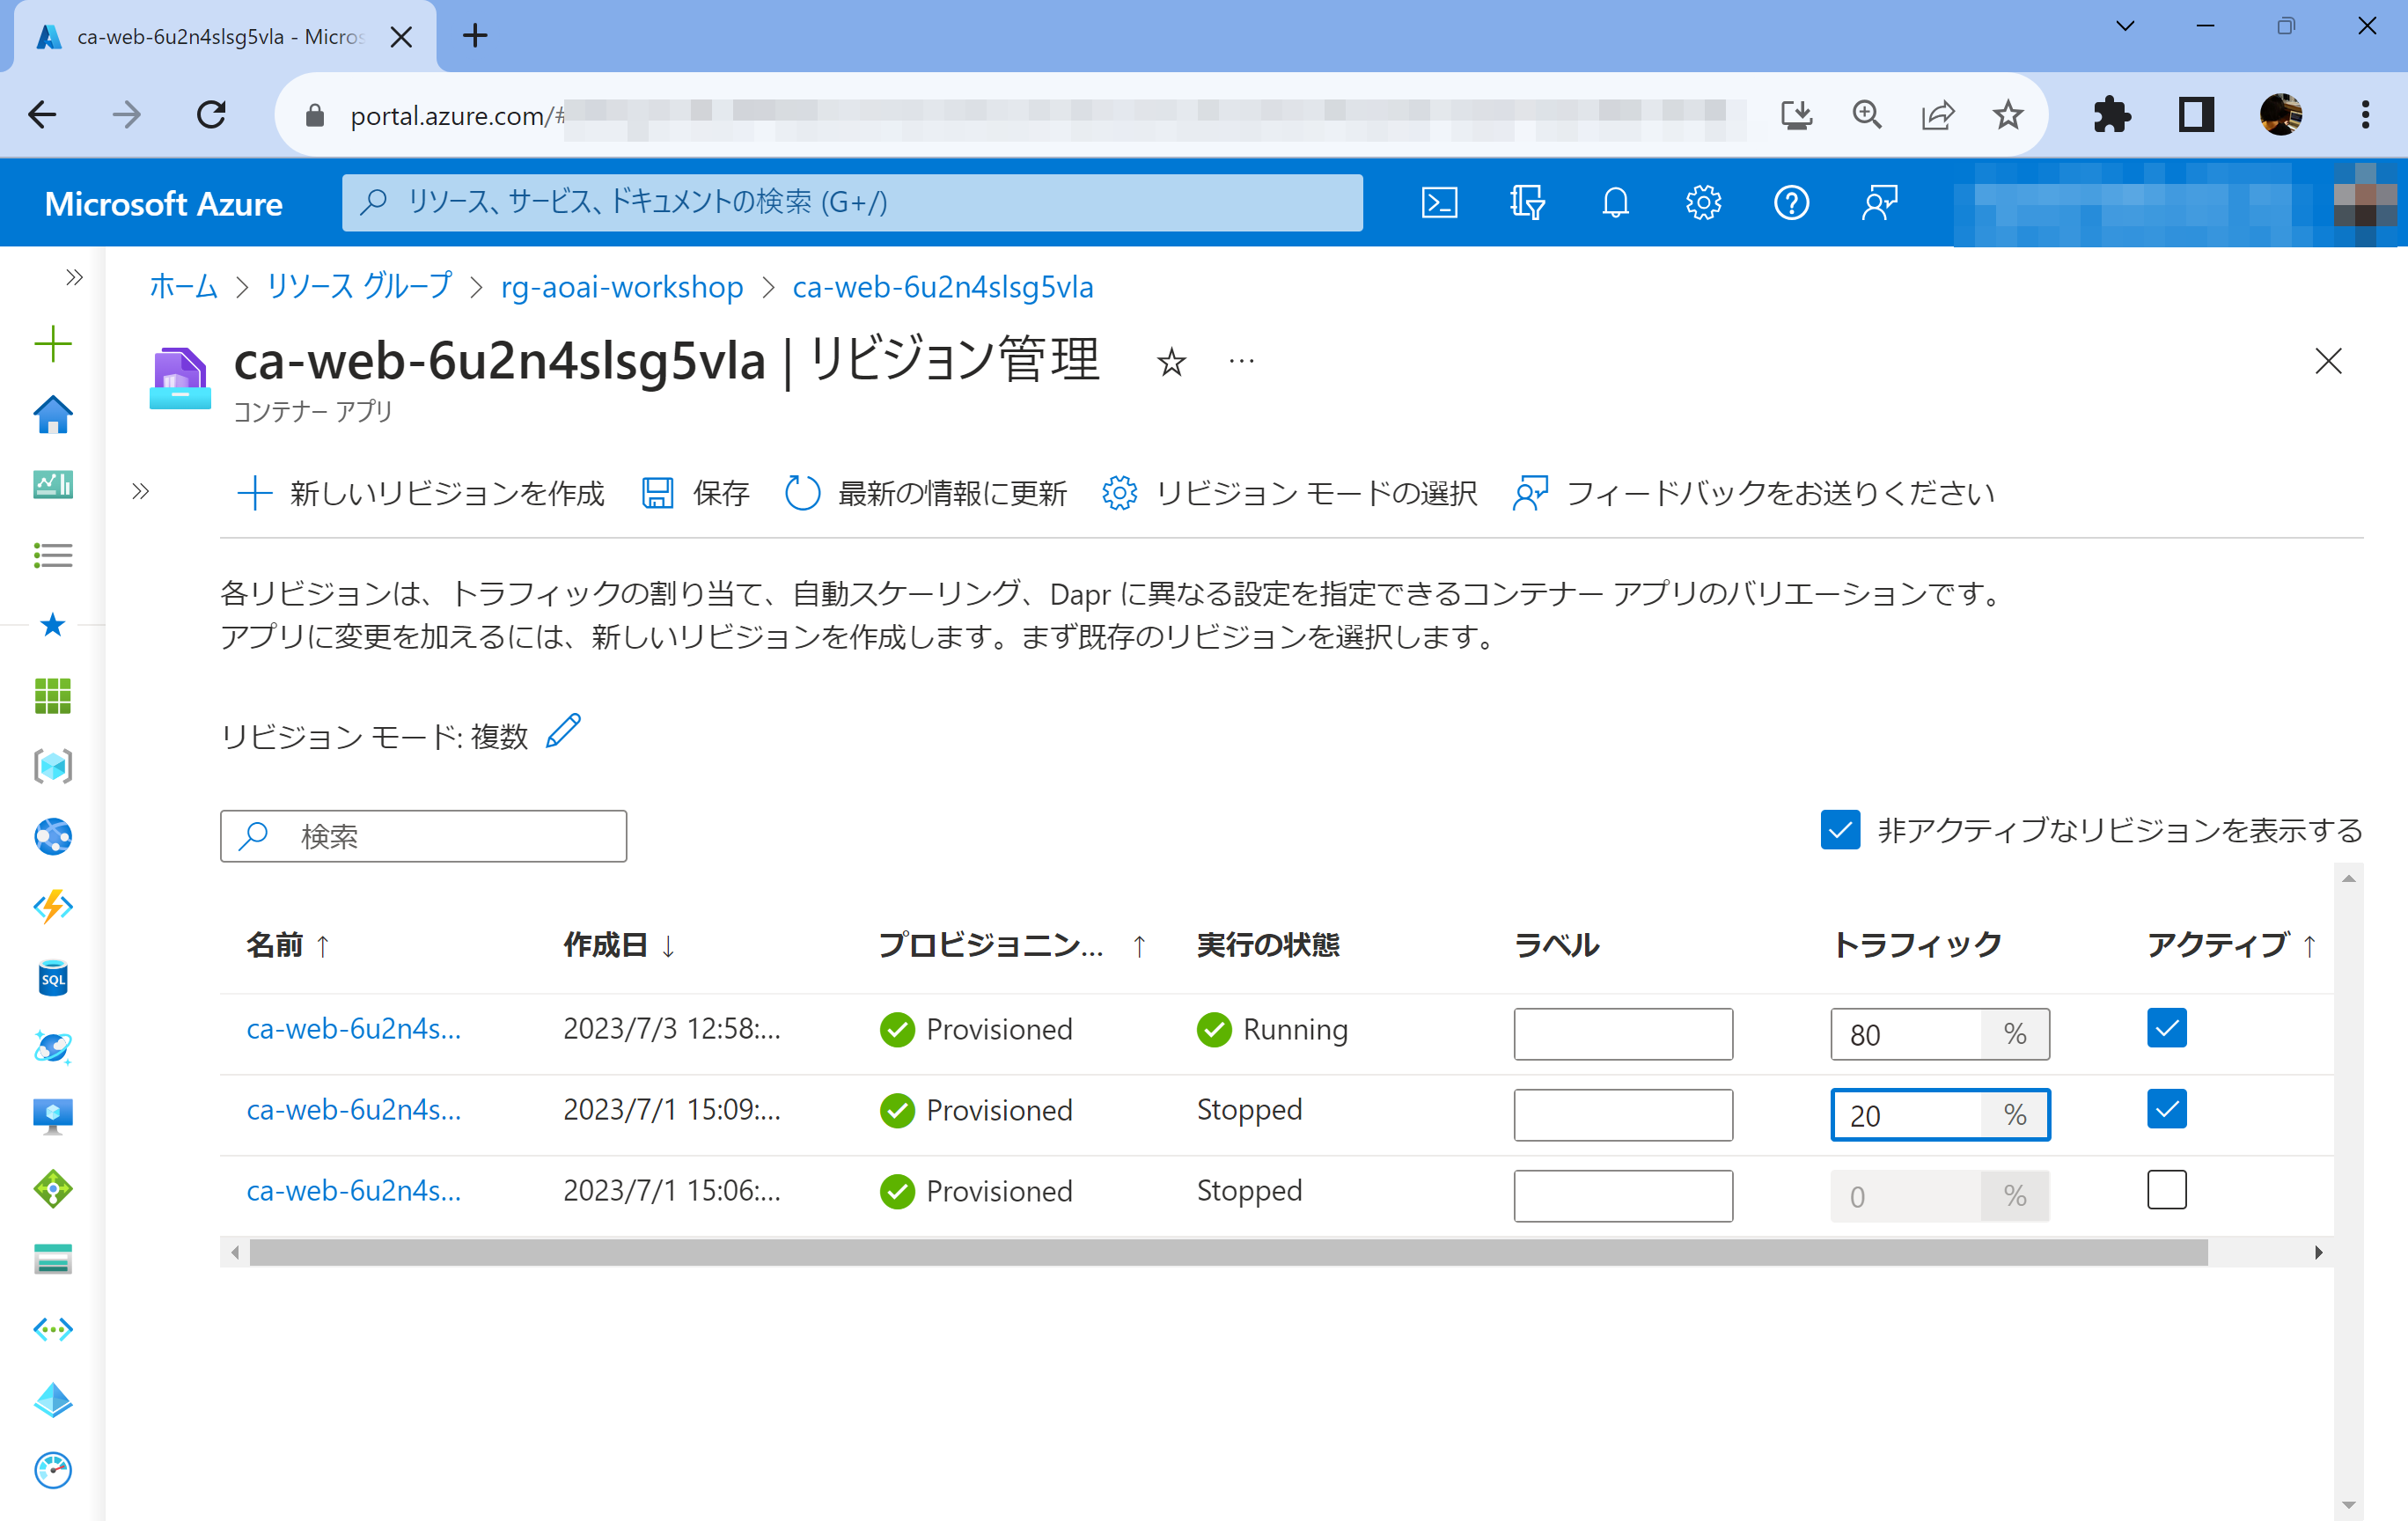 ca-web-6u2n4slsg5vla - Micros
portal.azure.com/#
Microsoft Azure
リソース、サービス、ドキュメントの検索 (G+/)
ホーム > リソース グループ > rg-aoai-workshop > ca-web-6u2n4slsg5vla
ca-web-6u2n4slsg5vla | リビジョン管理
コンテナー アプリ
新しいリビジョンを作成 保存 最新の情報に更新 リビジョン モードの選択 フィードバックをお送りください
各リビジョンは、トラフィックの割り当て、自動スケーリング、Dapr に異なる設定を指定できるコンテナー アプリのバリエーションです。
アプリに変更を加えるには、新しいリビジョンを作成します。まず既存のリビジョンを選択します。
リビジョン モード: 複数
検索
非アクティブなリビジョンを表示する
名前 ↑ 作成日 ↓ プロビジョニン... ↑ 実行の状態 ラベル トラフィック アクティブ ↑
ca-web-6u2n4s... 2023/7/3 12:58:... Provisioned Running 80 %
ca-web-6u2n4s... 2023/7/1 15:09:... Provisioned Stopped 20 %
ca-web-6u2n4s... 2023/7/1 15:06:... Provisioned Stopped 0 %
SQL